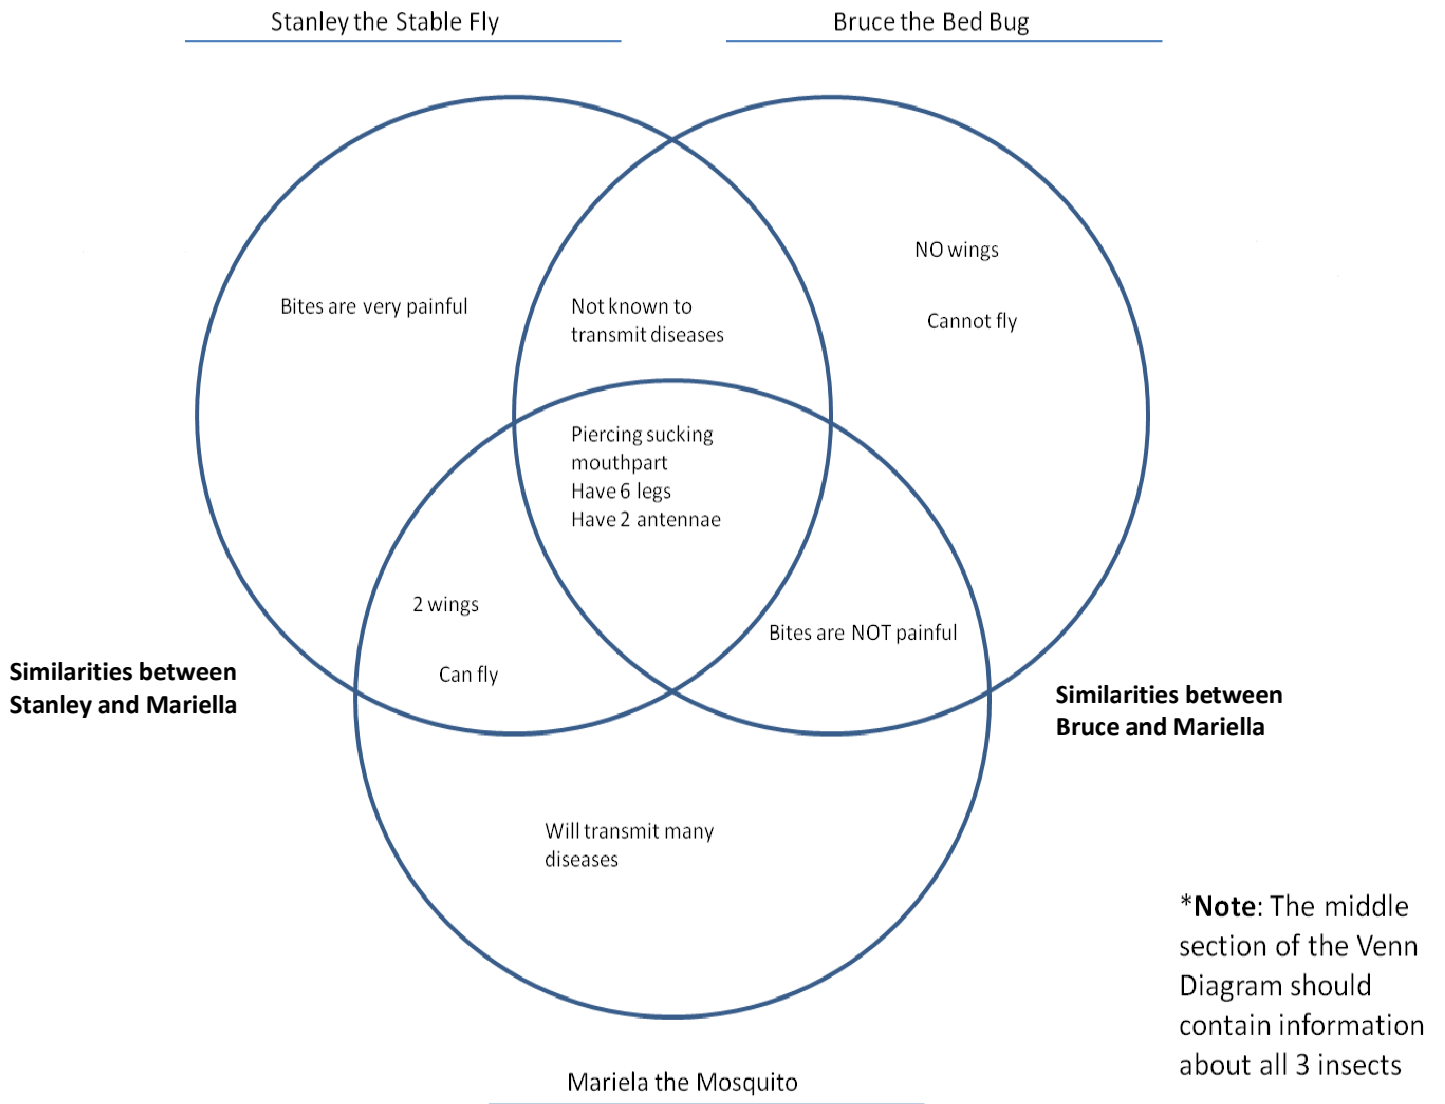 Stanley the Stable Fly
Bruce the Bed Bug
NO wings
Bites are very painful
Not known to
transmit diseases
Cannot fly
Piercing sucking
mouthpart
Have 6 legs
Have 2 antennae
2 wings
Can fly
Bites are NOT painful
Similarities between
Stanley and Mariella
Similarities between
Bruce and Mariella
Will transmit many
diseases
*Note: The middle
section of the Venn
Diagram should
contain information
about all 3 insects
Mariela the Mosquito